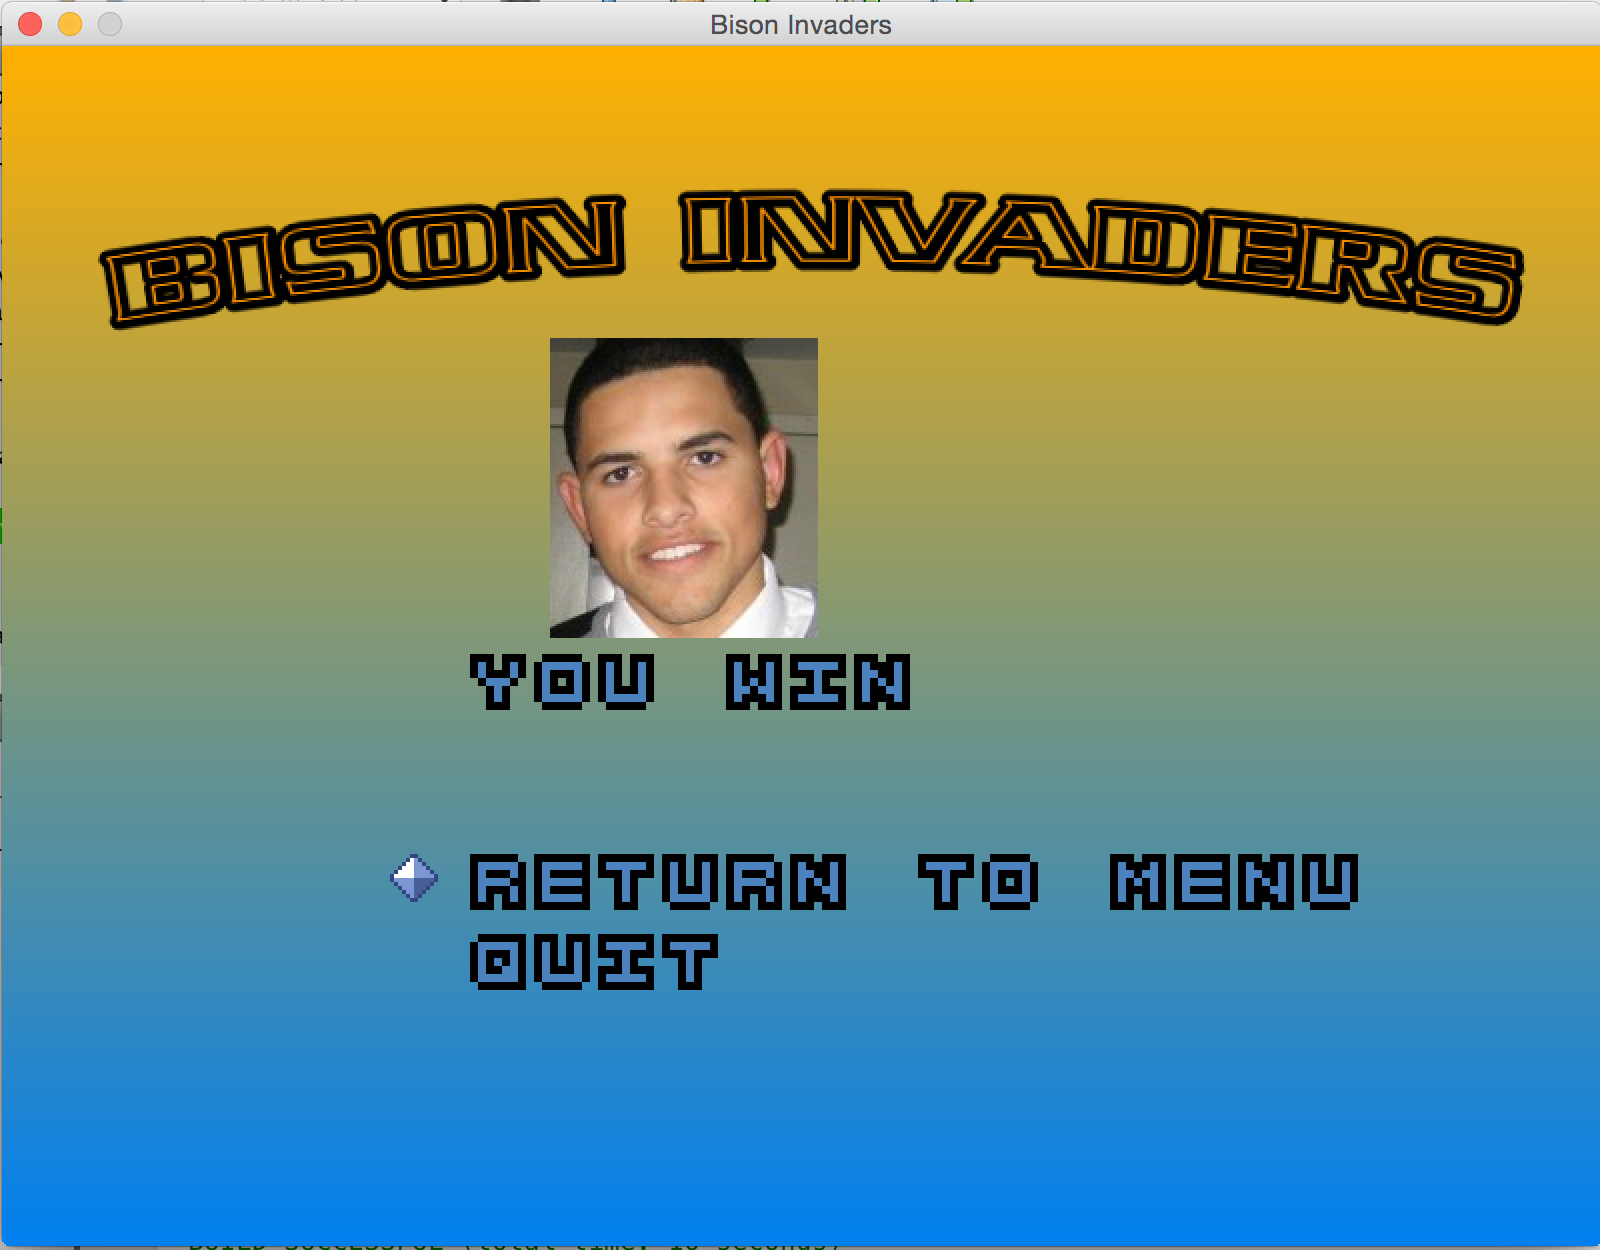 Bison Invaders
BISON INVADERS
YOU WIN
RETURN TO MENU
QUIT